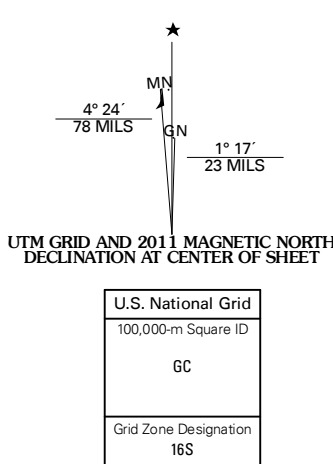 MN
4° 24´
78 MILS
GN
1° 17´
23 MILS
UTM GRID AND 2011 MAGNETIC NORTH
DECLINATION AT CENTER OF SHEET
U.S. National Grid
100,000-m Square ID
GC
Grid Zone Designation
16S